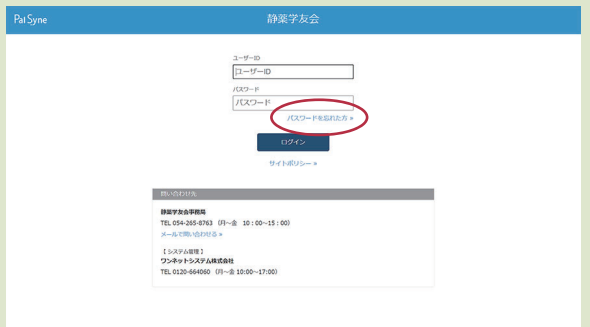 PaiSyne
静薬学友会
ユーザーID
ユーザーID
パスワード
パスワード
パスワードを忘れた方 »
ログイン
サイトポリシー »
問い合わせ先
静薬学友会事務局
TEL 054-265-8763 （月～金 10：00～15：00）
メールで問い合わせる »
【 システム管理 】
ワンネットシステム株式会社
TEL 0120-664060 （月～金 10:00～17:00）